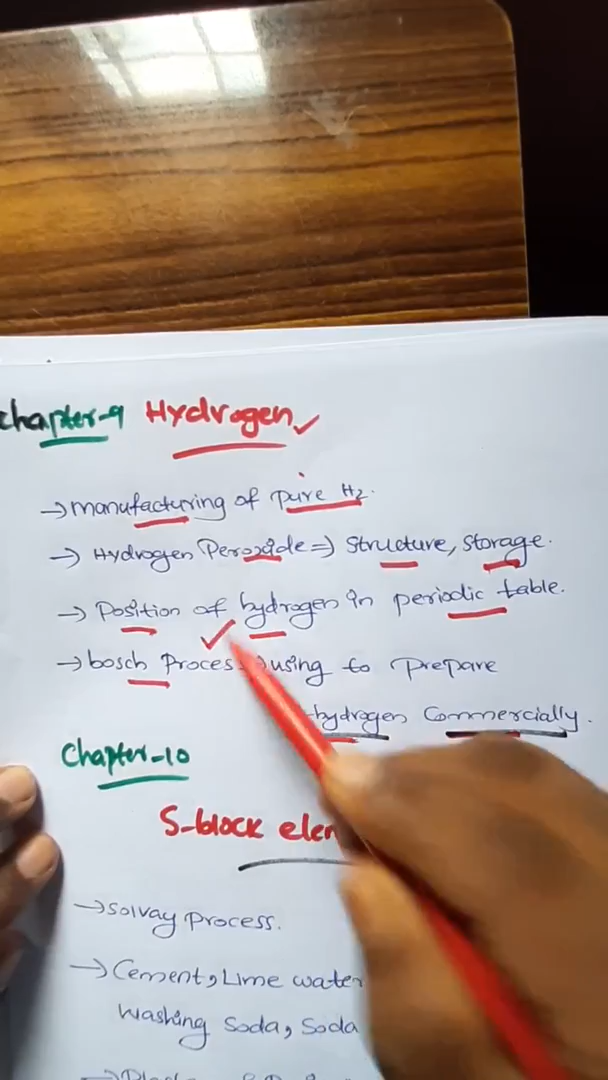 Chapter-9 Hydrogen
→ manufacturing of pure H2.
→ Hydrogen Peroxide ⇒ Structure, Storage.
→ Position of hydrogen in periodic table.
→ bosch Process using to Prepare
hydrogen Commercially.
Chapter-10
S-block
→ Solvay Process.
→ Cement, Lime water
Washing Soda, Soda